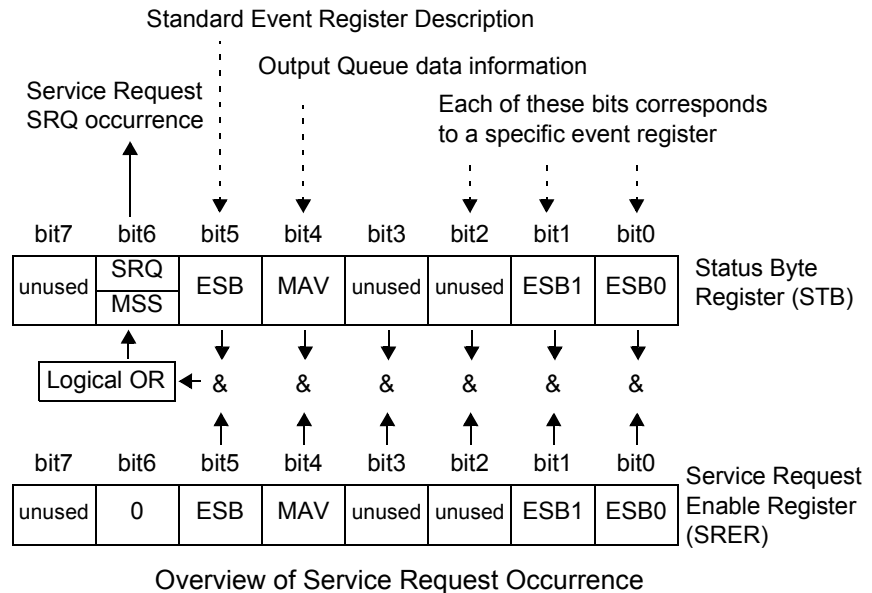 Standard Event Register Description
Output Queue data information
Service Request
SRQ occurrence
Each of these bits corresponds
to a specific event register
bit7 bit6 bit5 bit4 bit3 bit2 bit1 bit0
unused SRQ MSS ESB MAV unused unused ESB1 ESB0
Status Byte
Register (STB)
Logical OR & & & & & &
bit7 bit6 bit5 bit4 bit3 bit2 bit1 bit0
unused 0 ESB MAV unused unused ESB1 ESB0
Service Request
Enable Register
(SRER)
Overview of Service Request Occurrence